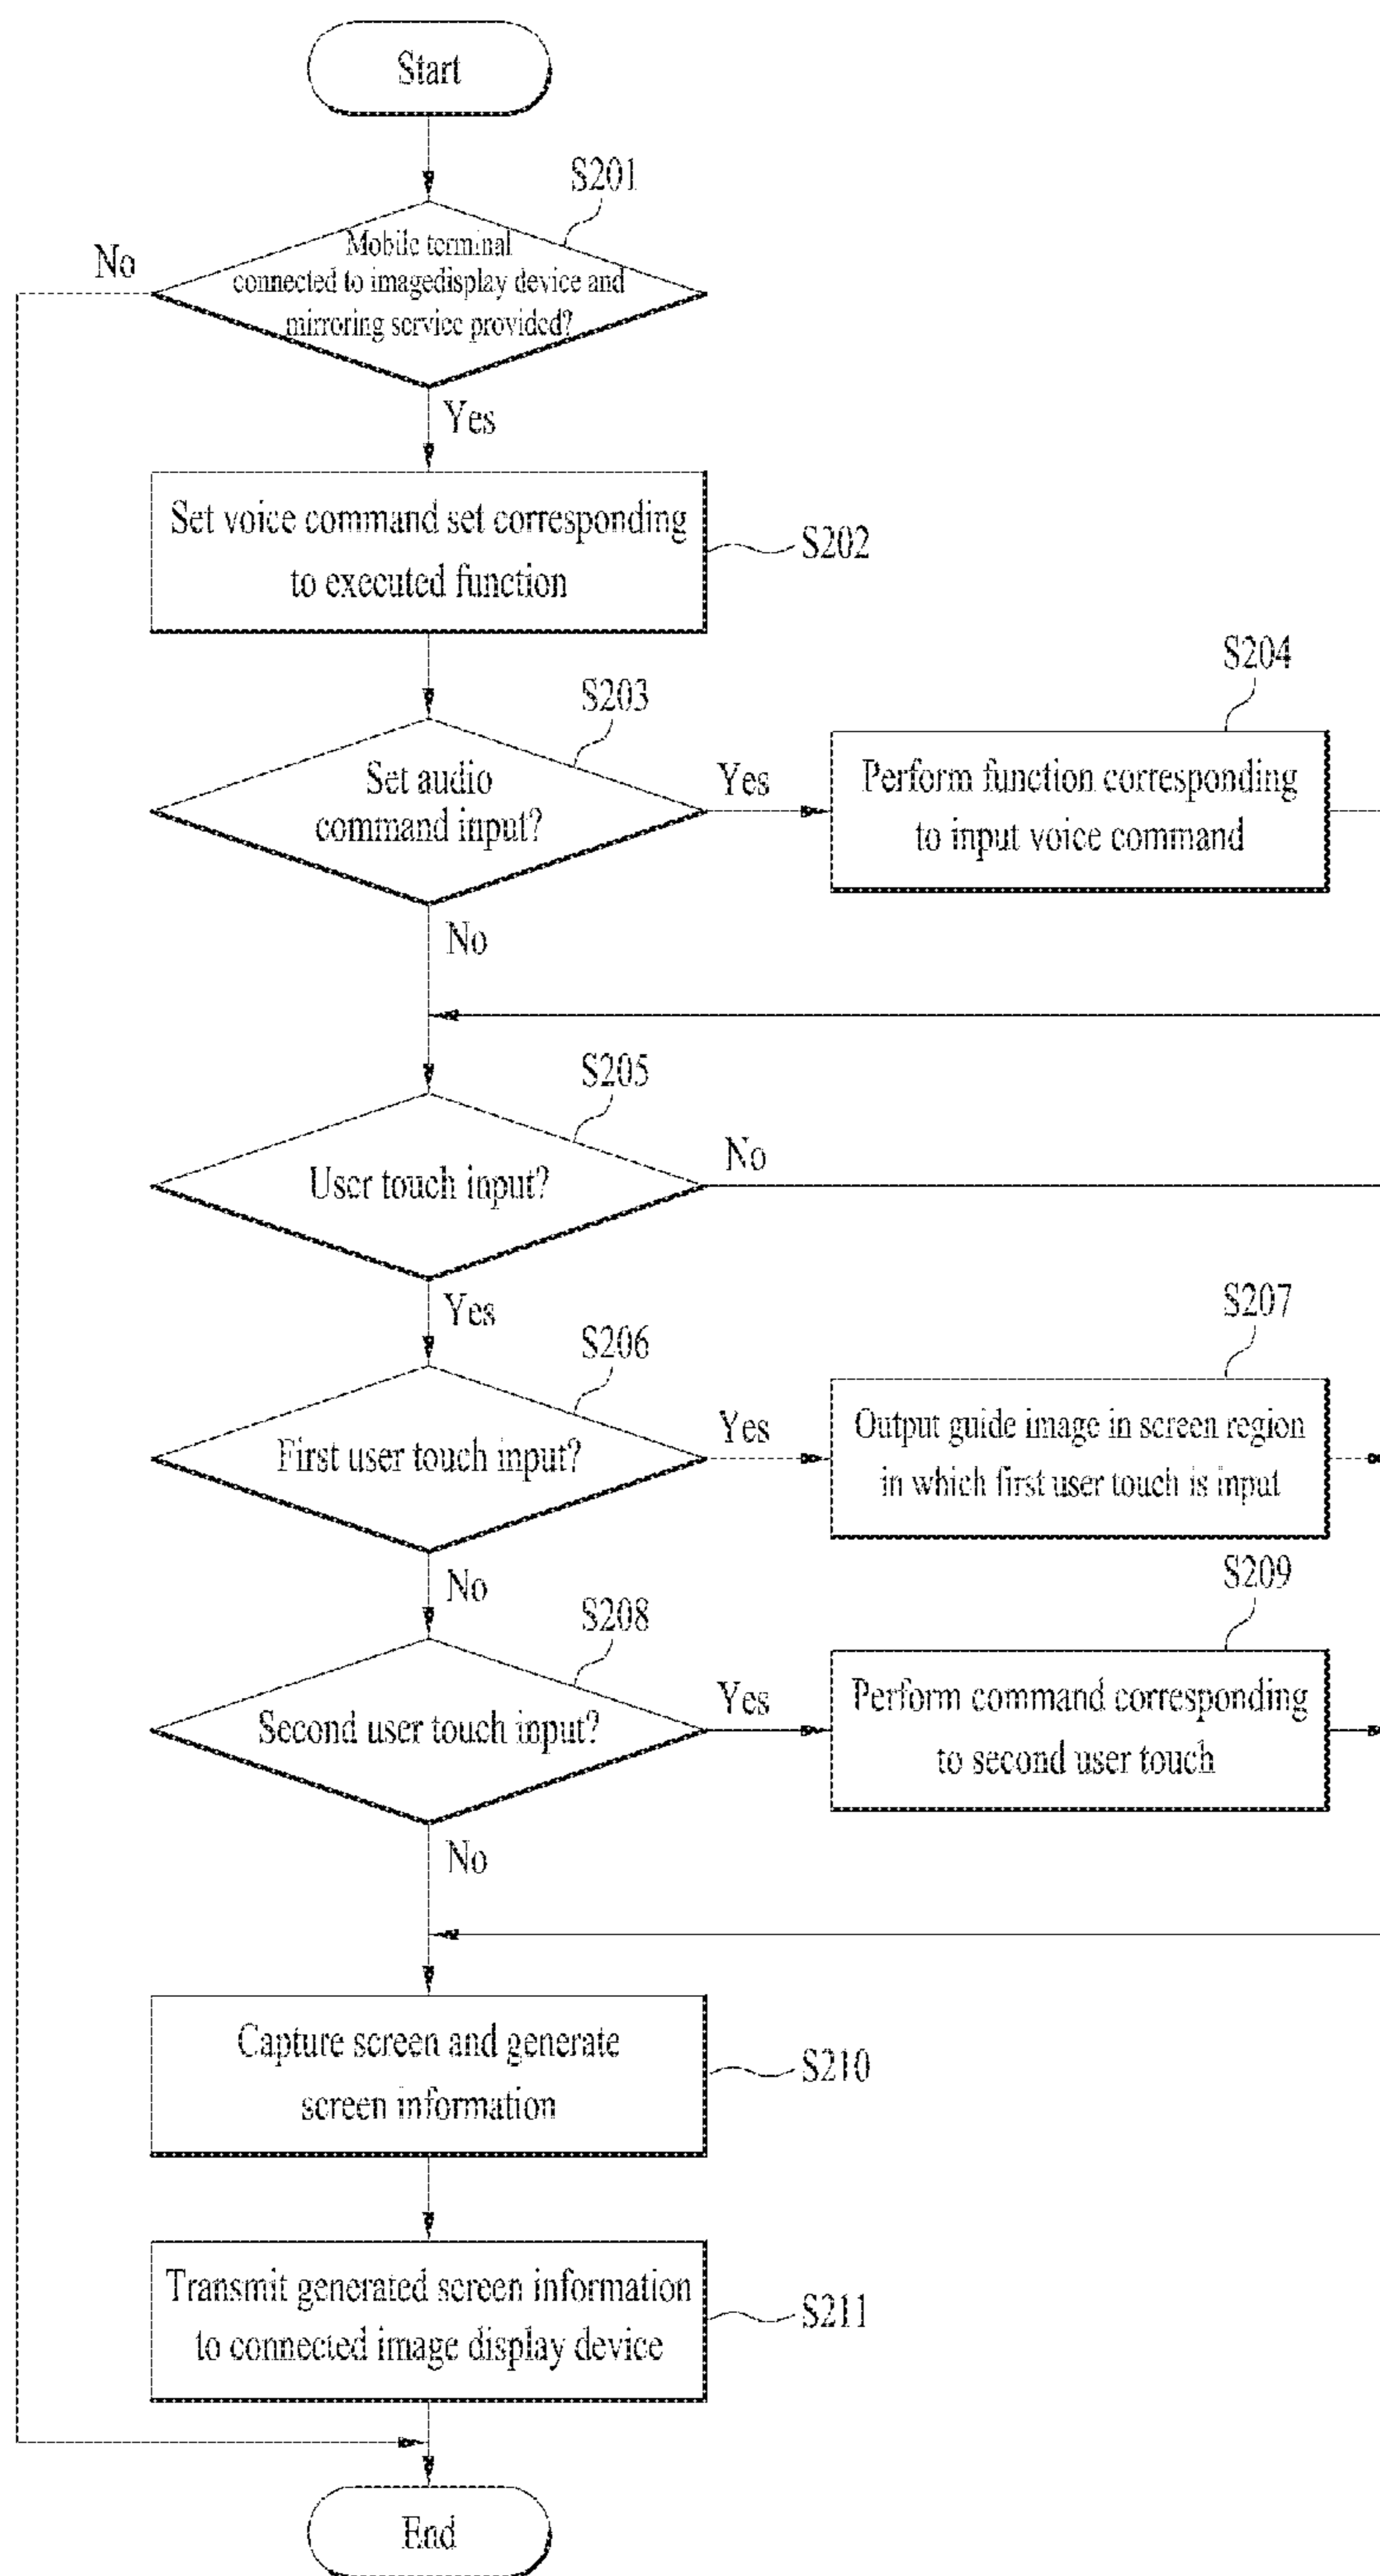 Start
S201
Mobile terminal
connected to imagedisplay device and
mirroring service provided?
No
Yes
Set voice command set corresponding
to executed function
S202
S203
Set audio
command input?
Yes
S204
Perform function corresponding
to input voice command
No
S205
User touch input?
No
Yes
S206
First user touch input?
Yes
S207
Output guide image in screen region
in which first user touch is input
No
S208
Second user touch input?
Yes
S209
Perform command corresponding
to second user touch
No
Capture screen and generate
screen information
S210
Transmit generated screen information
to connected image display device
S211
End